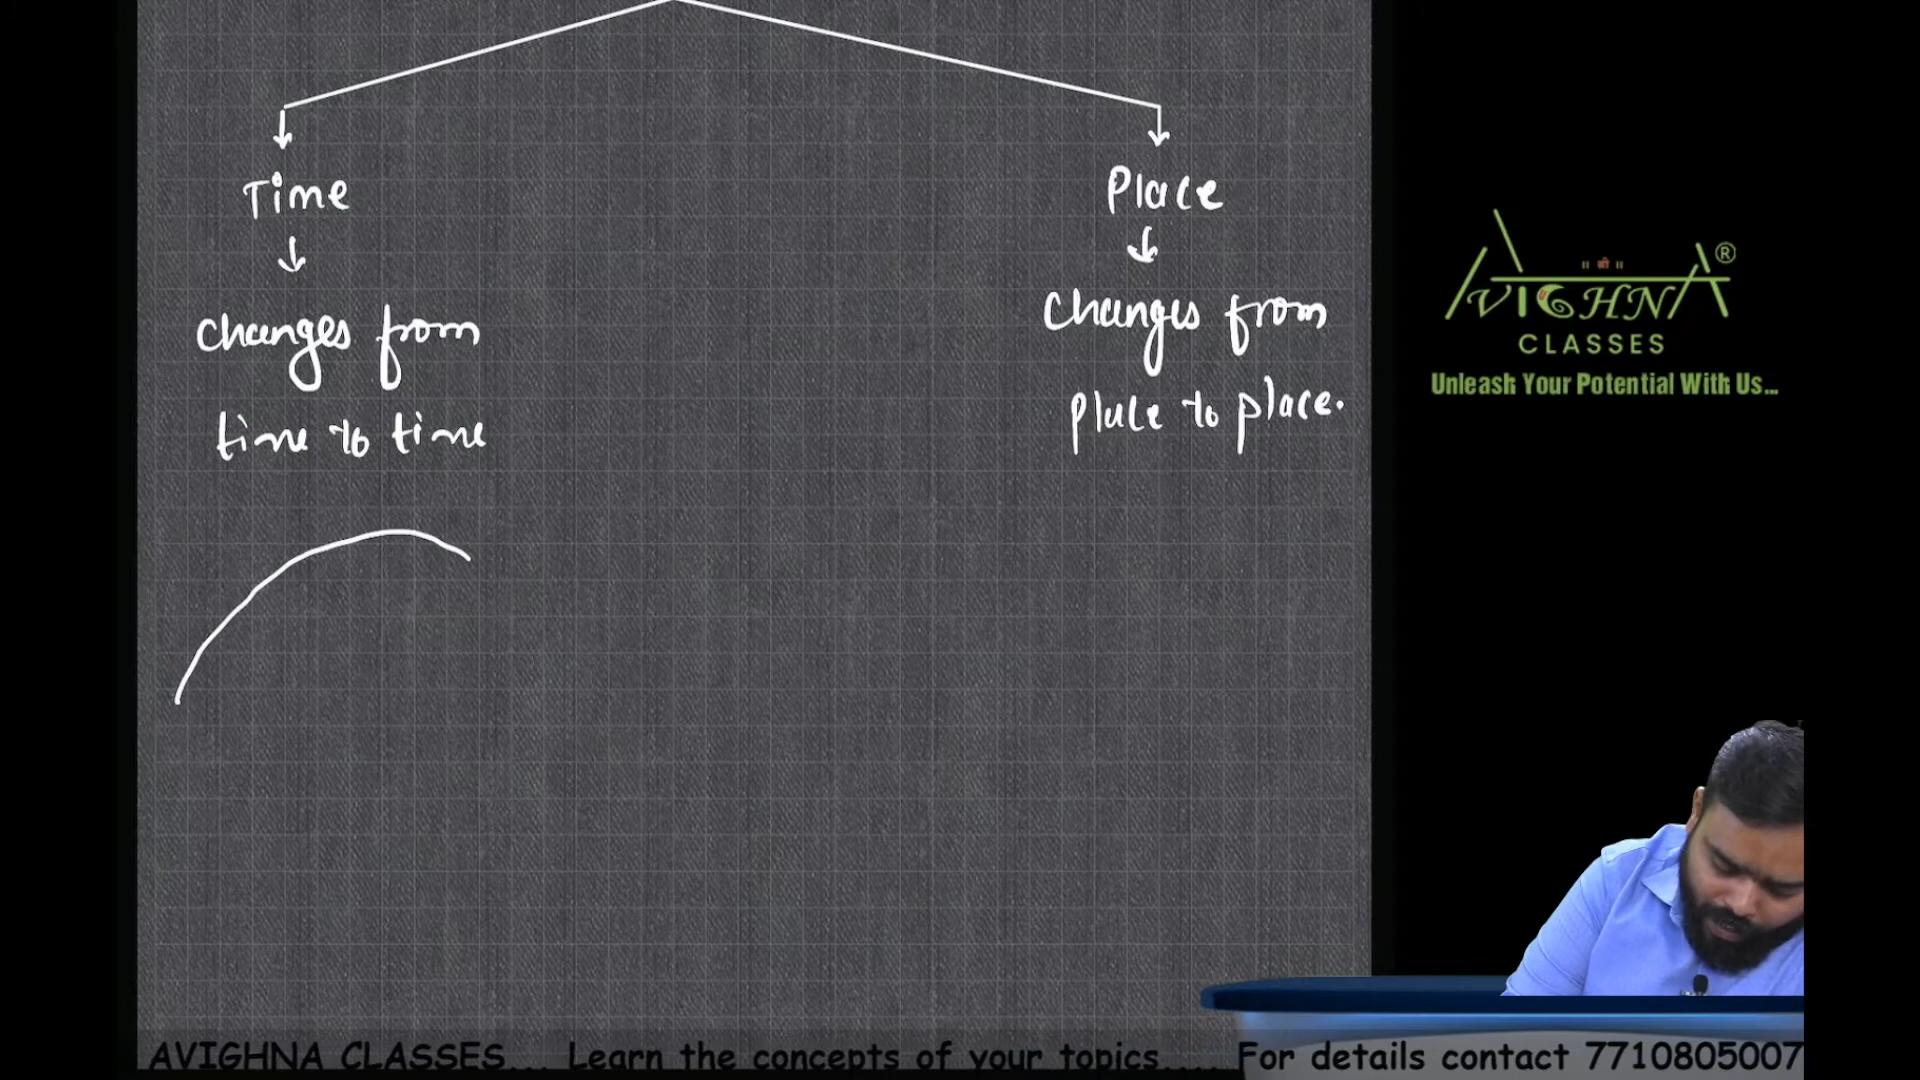 Time
Place
changes from
time to time
changes from
place to place.
AVIGHNA
®
॥ श्री ॥
CLASSES
Unleash Your Potential With Us...
AVIGHNA CLASSES... Learn the concepts of your topics.... For details contact 7710805007